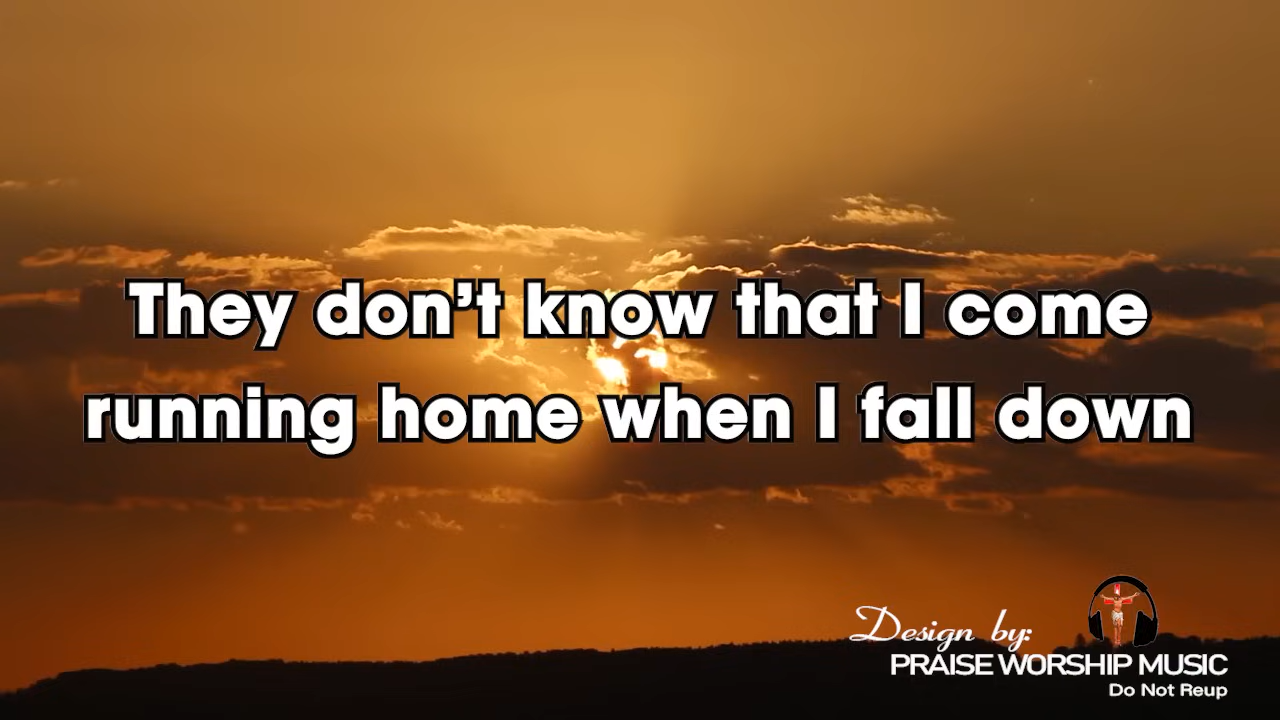 They don’t know that I come
running home when I fall down
Design by:
PRAISE WORSHIP MUSIC
Do Not Reup